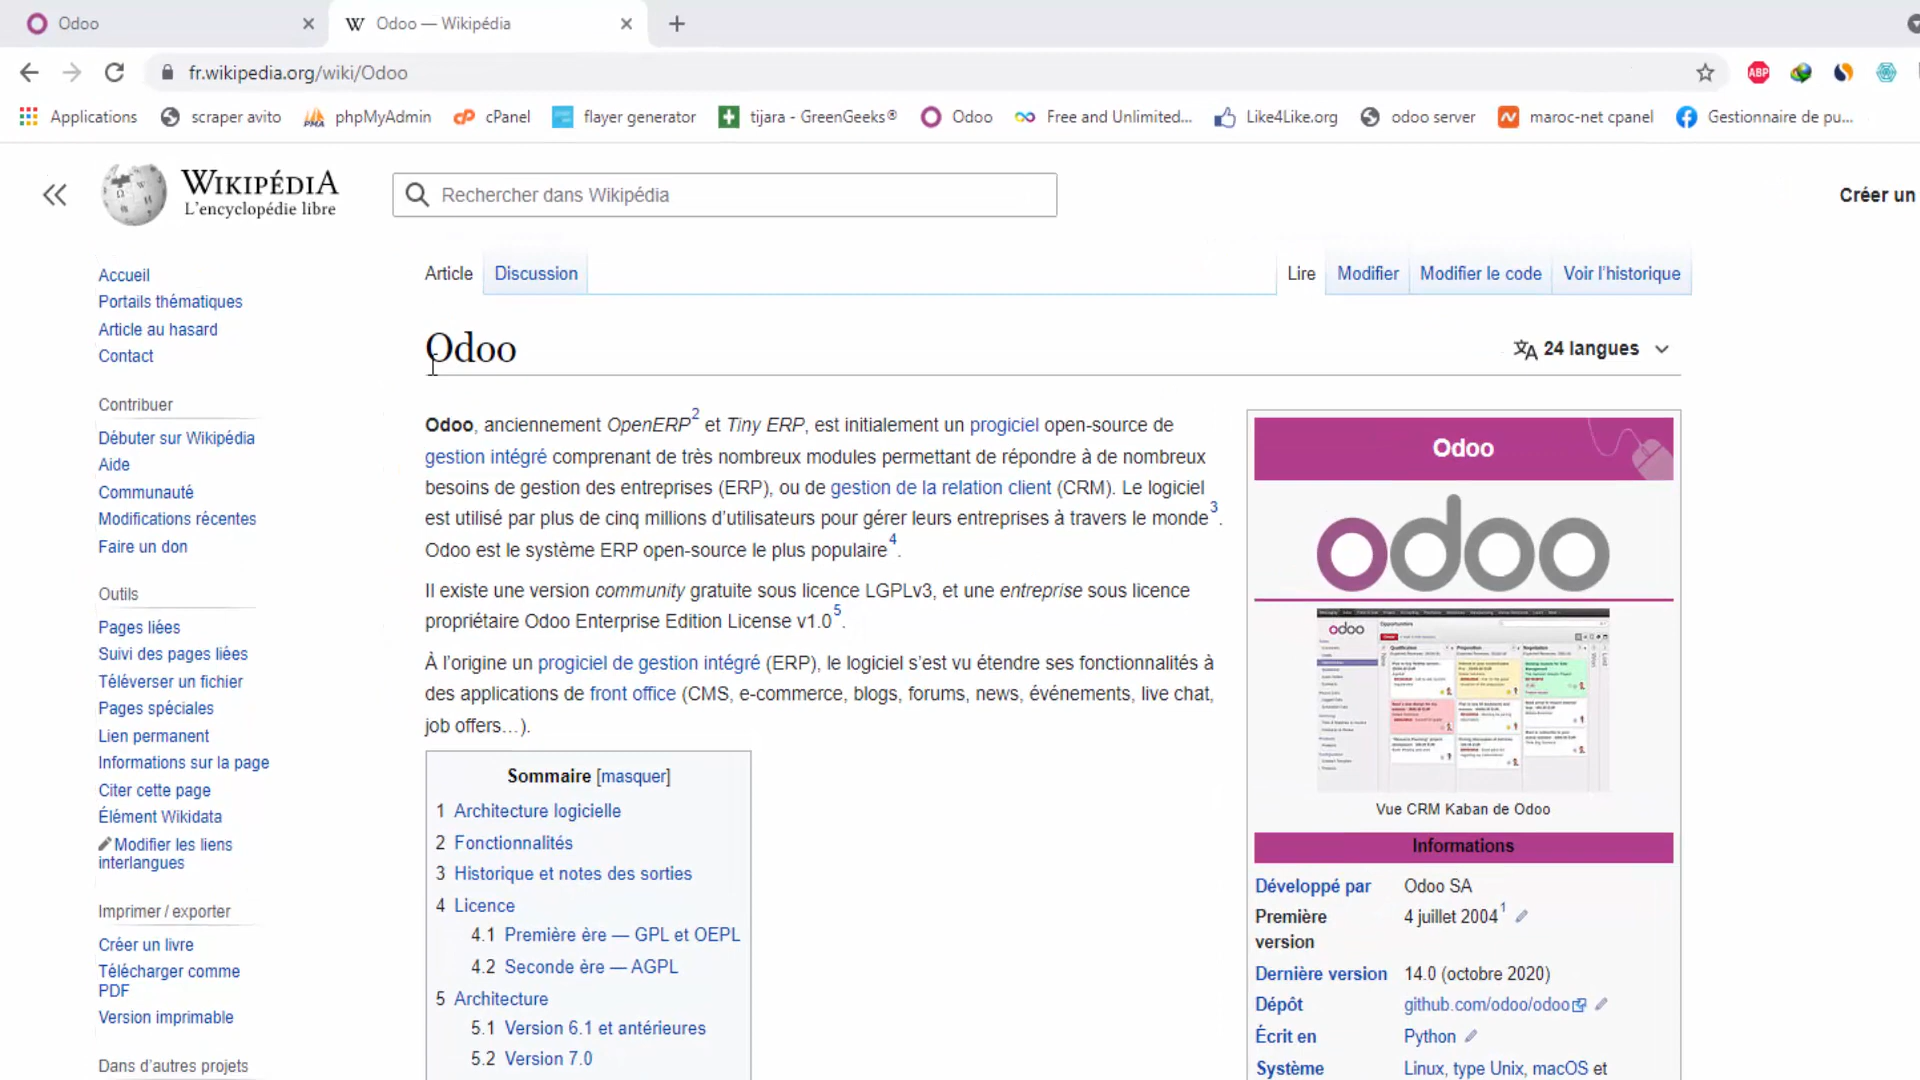 Odoo
Odoo — Wikipédia
fr.wikipedia.org/wiki/Odoo
ABP
Applications
scraper avito
phpMyAdmin
cPanel
flayer generator
tijara - GreenGeeks®
Odoo
Free and Unlimited...
Like4Like.org
odoo server
maroc-net cpanel
Gestionnaire de pu...
WIKIPÉDIA
L'encyclopédie libre
Rechercher dans Wikipédia
Créer un
Accueil
Portails thématiques
Article au hasard
Contact
Contribuer
Débuter sur Wikipédia
Aide
Communauté
Modifications récentes
Faire un don
Outils
Pages liées
Suivi des pages liées
Téléverser un fichier
Pages spéciales
Lien permanent
Informations sur la page
Citer cette page
Élément Wikidata
Modifier les liens
interlangues
Imprimer / exporter
Créer un livre
Télécharger comme
PDF
Version imprimable
Dans d'autres projets
Article
Discussion
Lire
Modifier
Modifier le code
Voir l'historique
Odoo
24 langues
Odoo, anciennement OpenERP2 et Tiny ERP, est initialement un progiciel open-source de
gestion intégré comprenant de très nombreux modules permettant de répondre à de nombreux
besoins de gestion des entreprises (ERP), ou de gestion de la relation client (CRM). Le logiciel
est utilisé par plus de cinq millions d'utilisateurs pour gérer leurs entreprises à travers le monde3.
Odoo est le système ERP open-source le plus populaire4.
Il existe une version community gratuite sous licence LGPLv3, et une entreprise sous licence
propriétaire Odoo Enterprise Edition License v1.05.
À l'origine un progiciel de gestion intégré (ERP), le logiciel s'est vu étendre ses fonctionnalités à
des applications de front office (CMS, e-commerce, blogs, forums, news, événements, live chat,
job offers…).
Sommaire [masquer]
1 Architecture logicielle
2 Fonctionnalités
3 Historique et notes des sorties
4 Licence
4.1 Première ère — GPL et OEPL
4.2 Seconde ère — AGPL
5 Architecture
5.1 Version 6.1 et antérieures
5.2 Version 7.0
Odoo
odoo
odoo
Vue CRM Kaban de Odoo
Informations
Développé par Odoo SA
Première version 4 juillet 20041
Dernière version 14.0 (octobre 2020)
Dépôt github.com/odoo/odoo
Écrit en Python
Système Linux, type Unix, macOS et